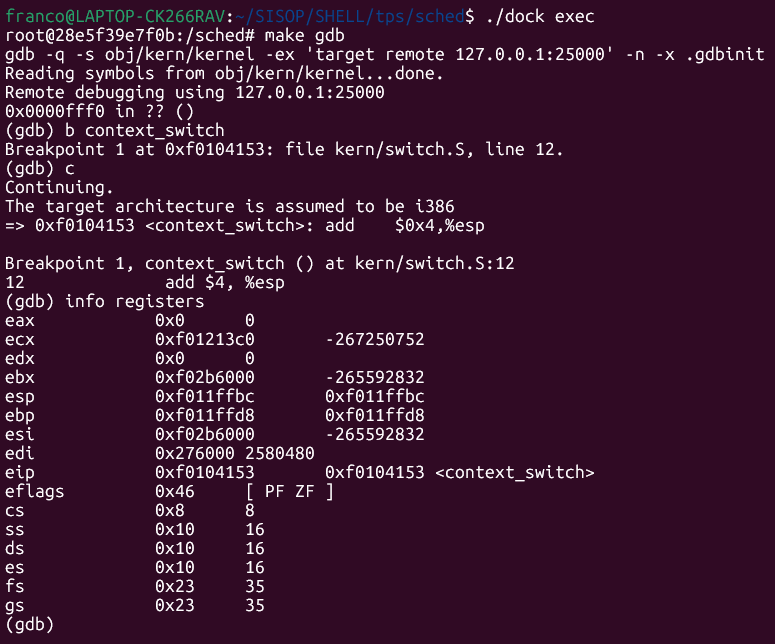 franco@LAPTOP-CK266RAV:~/SISOP/SHELL/tps/sched$ ./dock exec
root@28e5f39e7f0b:/sched# make gdb
gdb -q -s obj/kern/kernel -ex 'target remote 127.0.0.1:25000' -n -x .gdbinit
Reading symbols from obj/kern/kernel...done.
Remote debugging using 127.0.0.1:25000
0x0000fff0 in ?? ()
(gdb) b context_switch
Breakpoint 1 at 0xf0104153: file kern/switch.S, line 12.
(gdb) c
Continuing.
The target architecture is assumed to be i386
=> 0xf0104153 <context_switch>: add    $0x4,%esp

Breakpoint 1, context_switch () at kern/switch.S:12
12              add $4, %esp
(gdb) info registers
eax            0x0      0
ecx            0xf01213c0       -267250752
edx            0x0      0
ebx            0xf02b6000       -265592832
esp            0xf011ffbc       0xf011ffbc
ebp            0xf011ffd8       0xf011ffd8
esi            0xf02b6000       -265592832
edi            0x276000 2580480
eip            0xf0104153       0xf0104153 <context_switch>
eflags         0x46     [ PF ZF ]
cs             0x8      8
ss             0x10     16
ds             0x10     16
es             0x10     16
fs             0x23     35
gs             0x23     35
(gdb)